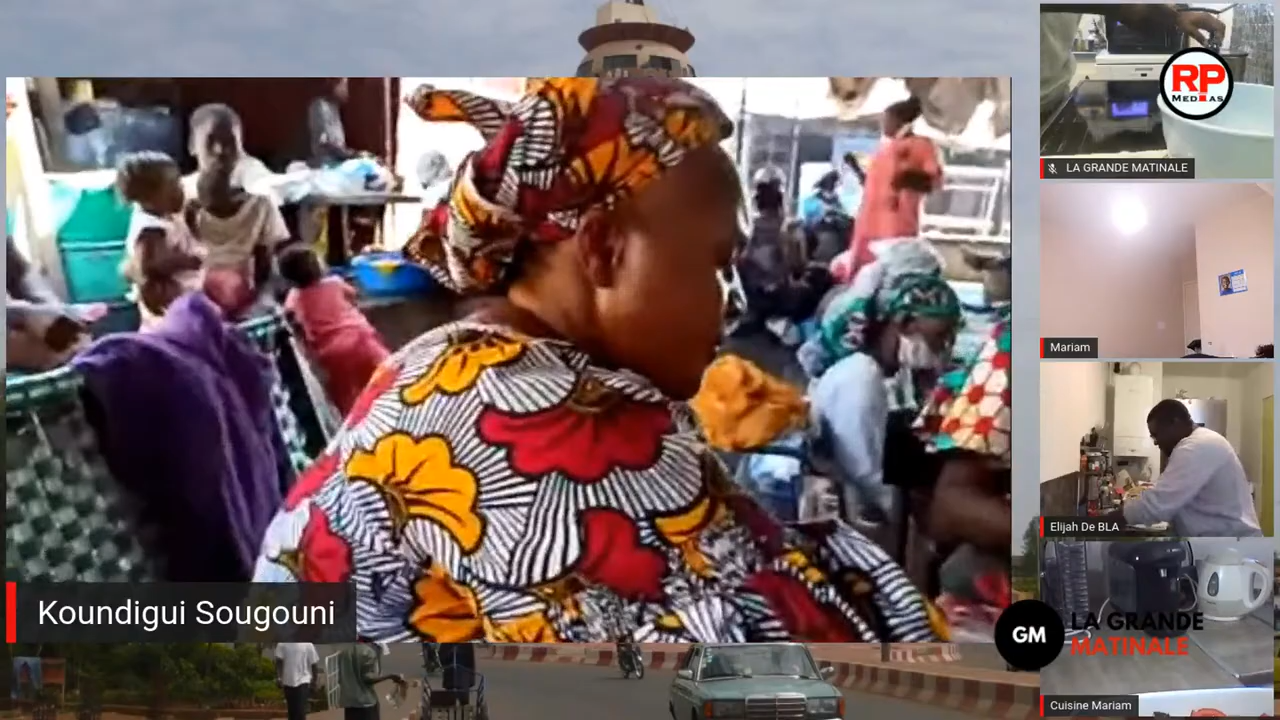 RP
MEDIAS
LA GRANDE MATINALE
Mariam
Elijah De BLA
Koundigui Sougouni
GM
LA GRANDE
MATINALE
Cuisine Mariam